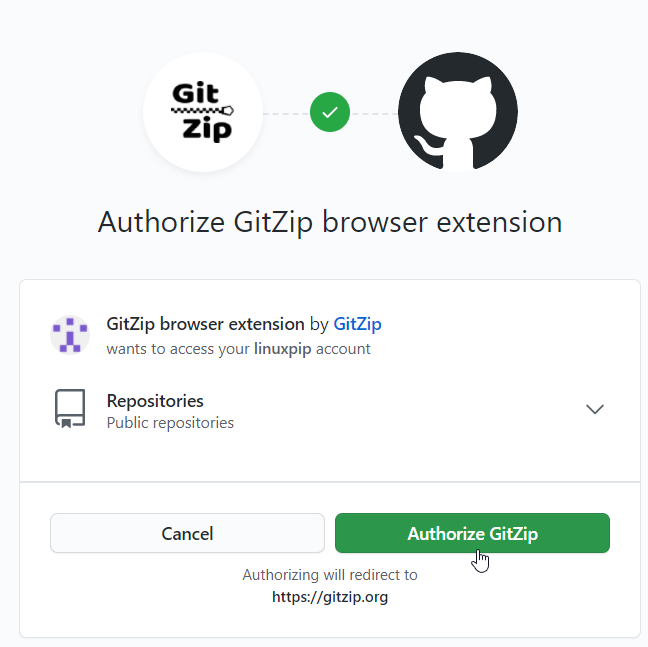 Git
Zip
Authorize GitZip browser extension
GitZip browser extension by GitZip
wants to access your linuxpip account
Repositories
Public repositories
Cancel
Authorize GitZip
Authorizing will redirect to
https://gitzip.org